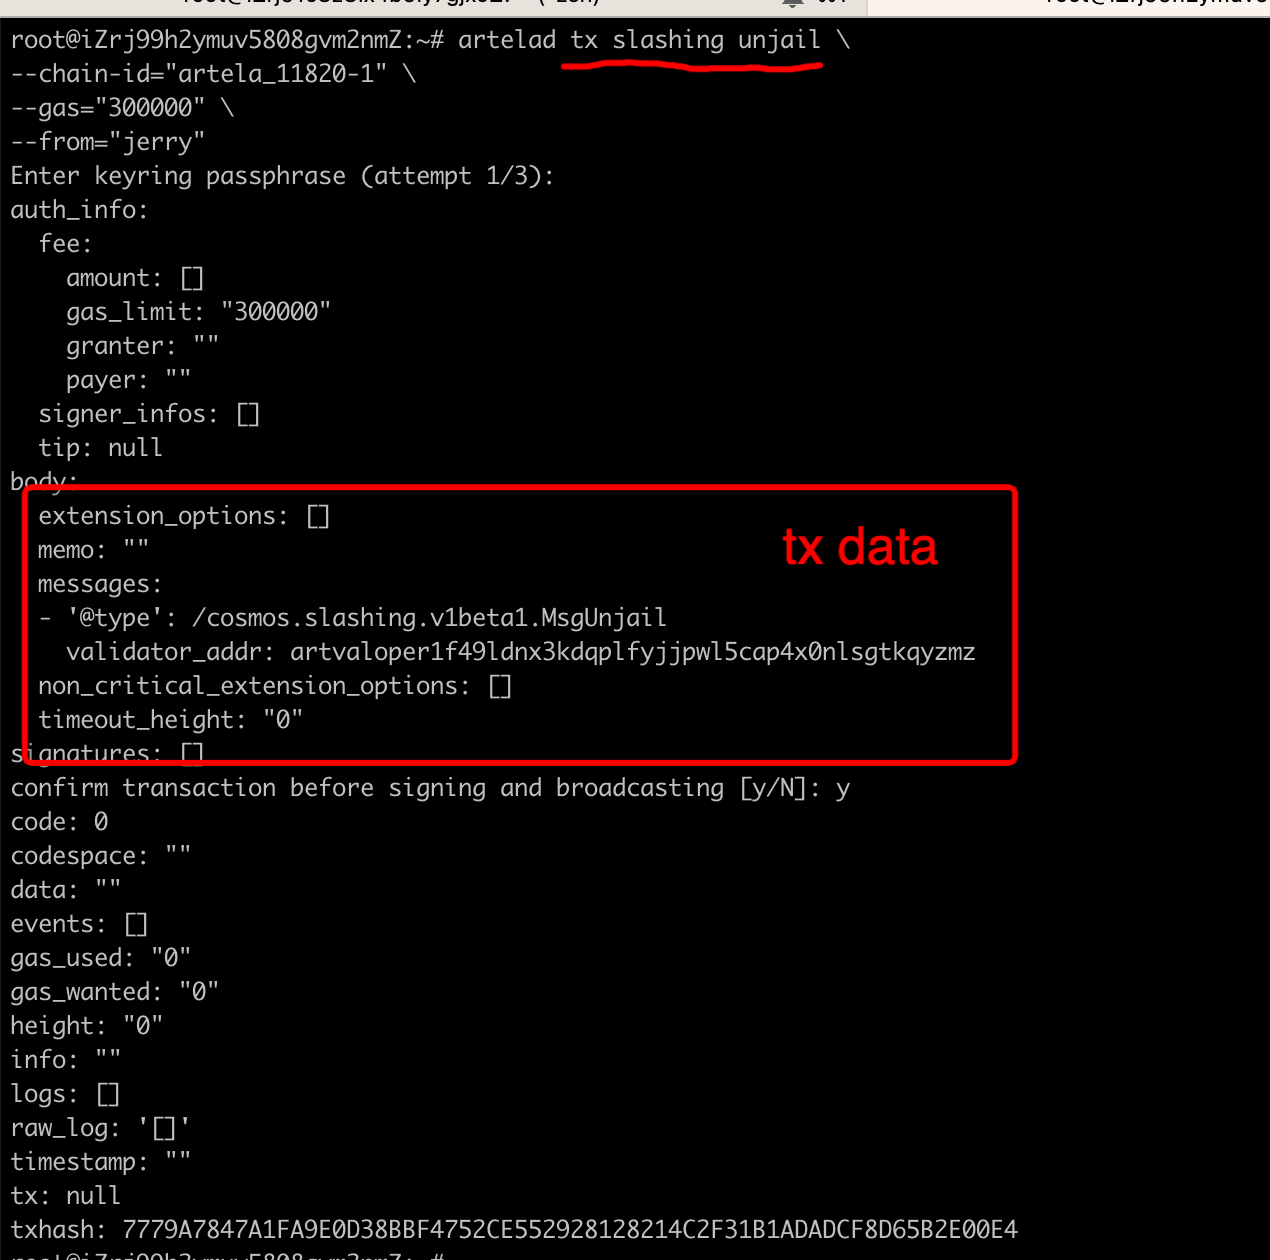 root@iZrj99h2ymuv5808gvm2nmZ:~# artelad tx slashing unjail \
--chain-id="artela_11820-1" \
--gas="300000" \
--from="jerry"
Enter keyring passphrase (attempt 1/3):
auth_info:
  fee:
    amount: []
    gas_limit: "300000"
    granter: ""
    payer: ""
  signer_infos: []
  tip: null
body:
  extension_options: []
tx data
  memo: ""
  messages:
  - '@type': /cosmos.slashing.v1beta1.MsgUnjail
    validator_addr: artvaloper1f49ldnx3kdqplfyjjpwl5cap4x0nlsgtkqyzmz
  non_critical_extension_options: []
  timeout_height: "0"
signatures: []
confirm transaction before signing and broadcasting [y/N]: y
code: 0
codespace: ""
data: ""
events: []
gas_used: "0"
gas_wanted: "0"
height: "0"
info: ""
logs: []
raw_log: '[]'
timestamp: ""
tx: null
txhash: 7779A7847A1FA9E0D38BBF4752CE552928128214C2F31B1ADADCF8D65B2E00E4